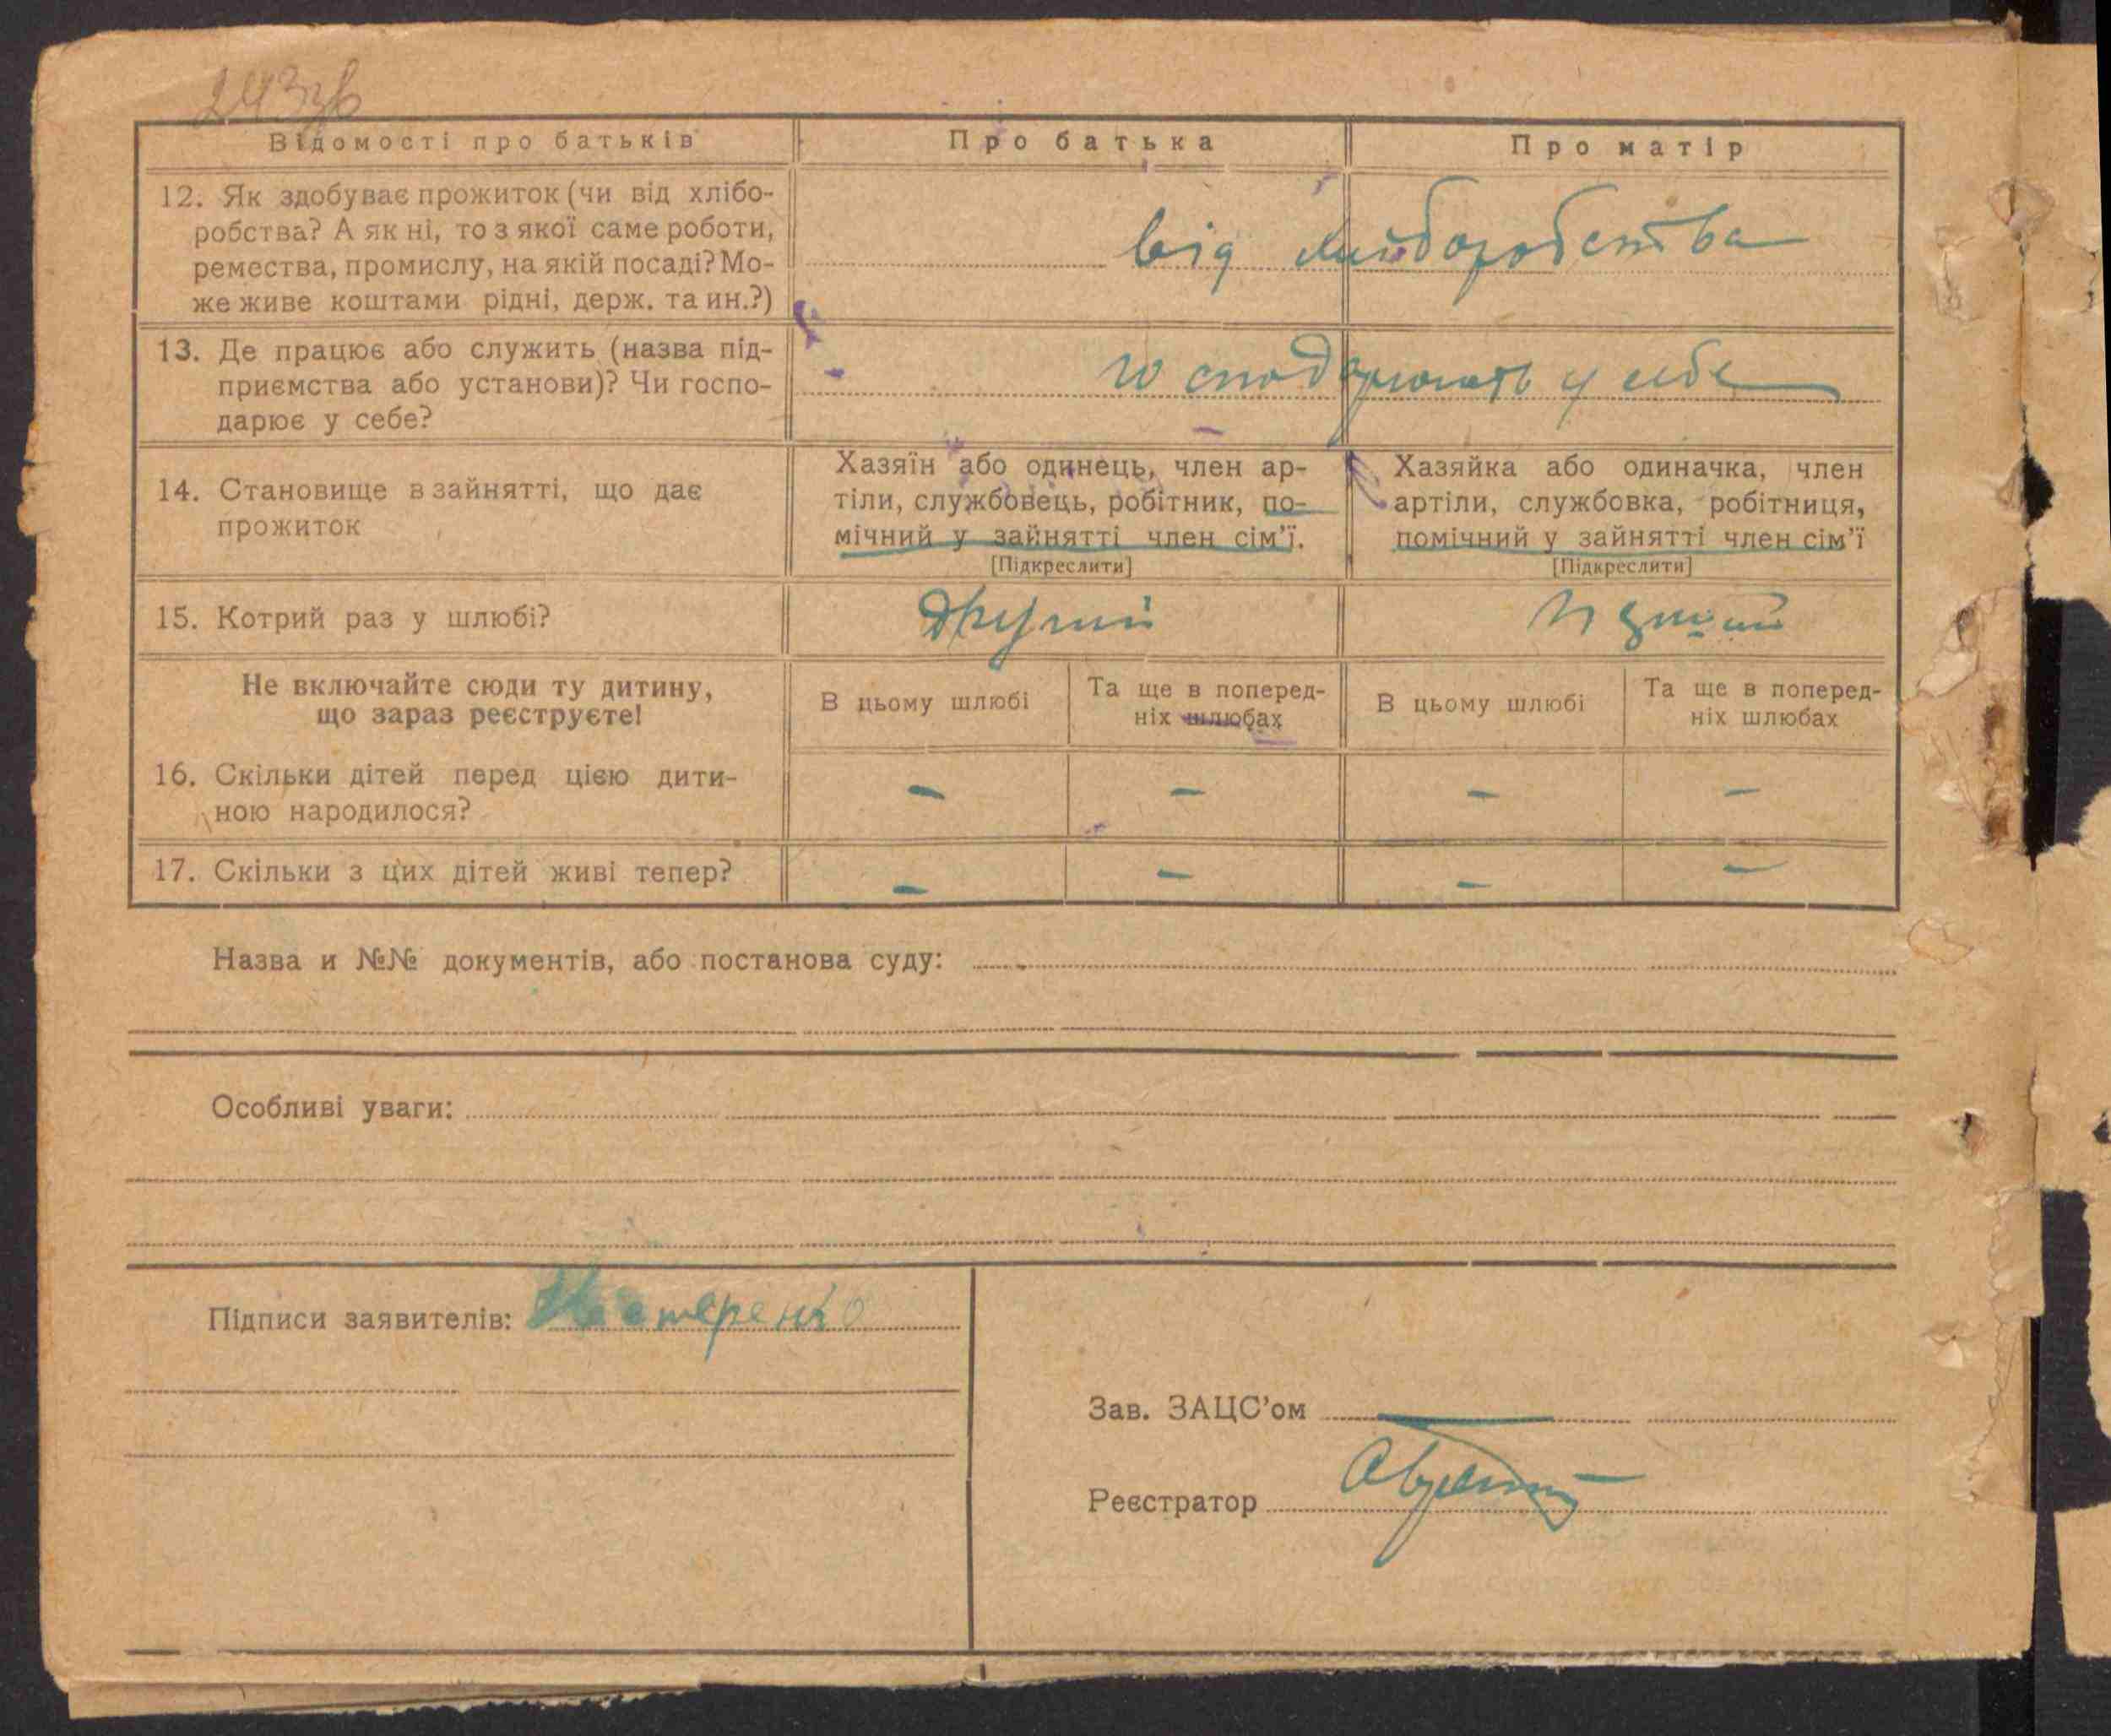 243зв
Відомості про батьків
Про батька
Про матір
12. Як здобуває прожиток (чи від хлібо-
робства? А як ні, то з якої саме роботи,
ремества, промислу, на якій посаді? Мо-
же живе коштами рідні, держ. та ин.?)
від хліборобства
13. Де працює або служить (назва під-
приємства або установи)? Чи госпо-
дарює у себе?
господарюють у себе
14. Становище в зайнятті, що дає
прожиток
Хазяїн або одинець, член ар-
тіли, службовець, робітник, по-
мічний у зайнятті член сім'ї.
[Підкреслити]
Хазяйка або одиначка, член
артіли, службовка, робітниця,
помічний у зайнятті член сім'ї
[Підкреслити]
15. Котрий раз у шлюбі?
другий
Не включайте сюди ту дитину,
що зараз реєструєте!
В цьому шлюбі
Та ще в поперед-
ніх шлюбах
В цьому шлюбі
Та ще в поперед-
ніх шлюбах
16. Скільки дітей перед цією дити-
ною народилося?
– – – –
17. Скільки з цих дітей живі тепер?
– – – –
Назва и №№ документів, або постанова суду:
Особливі уваги:
Підписи заявителів: Нестеренко
Зав. ЗАЦС'ом
Реєстратор